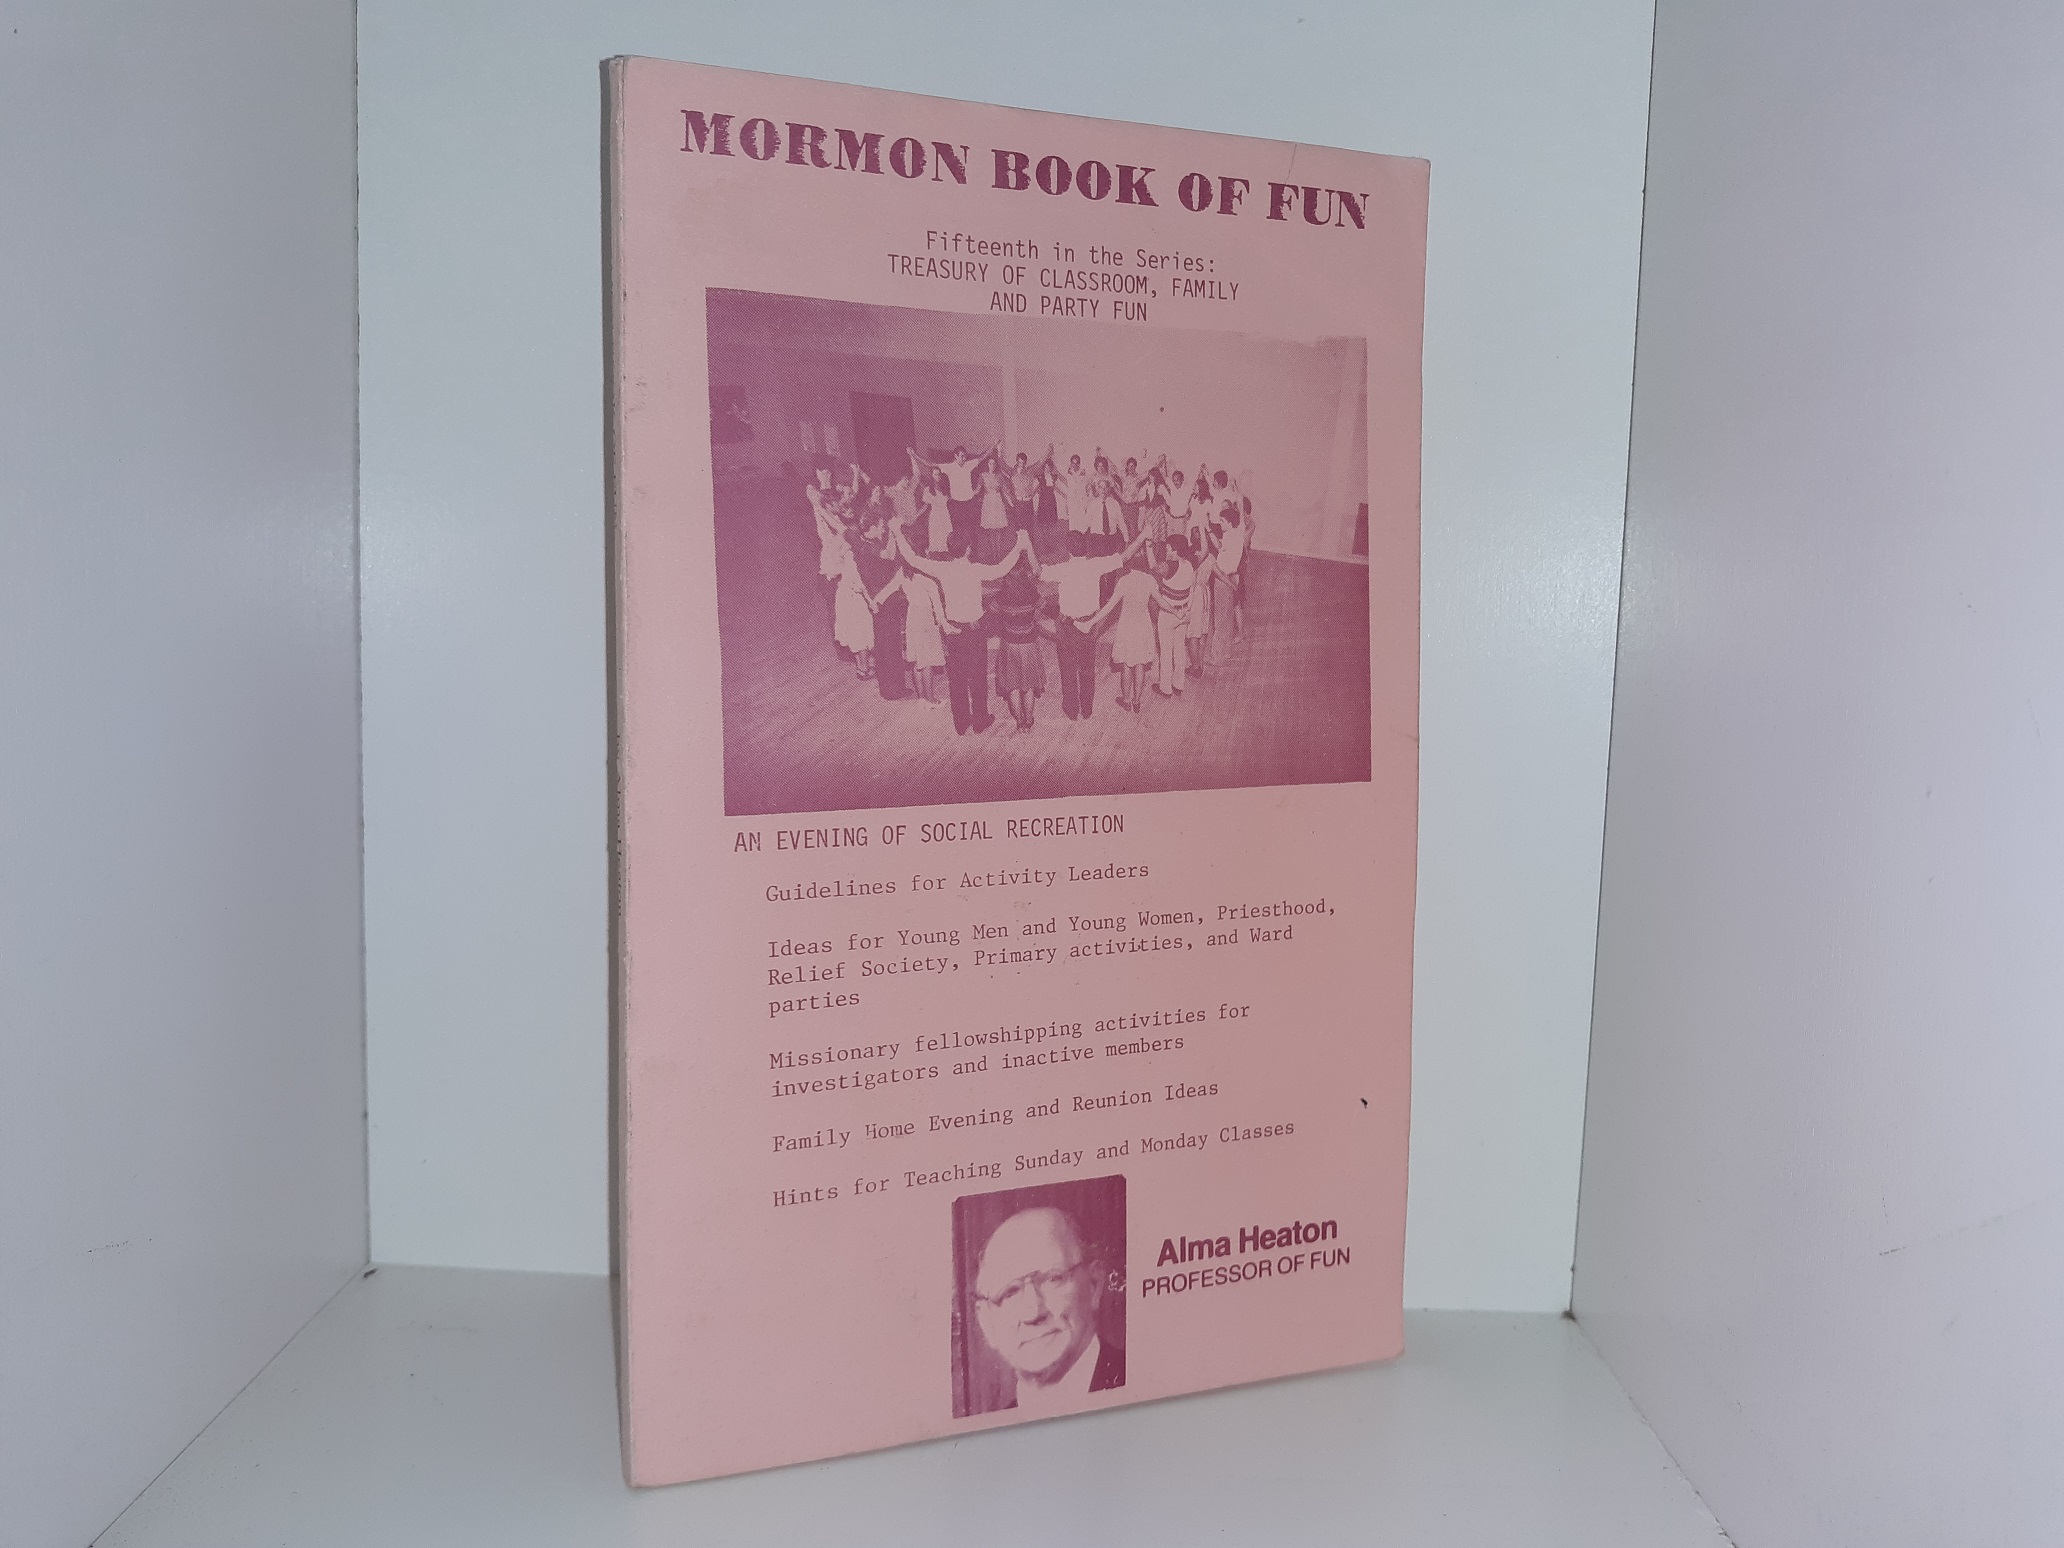 MORMON BOOK OF FUN
Fifteenth in the Series:
TREASURY OF CLASSROOM, FAMILY
AND PARTY FUN
AN EVENING OF SOCIAL RECREATION
Guidelines for Activity Leaders
Ideas for Young Men and Young Women, Priesthood,
Relief Society, Primary activities, and Ward
parties
Missionary fellowshipping activities for
investigators and inactive members
Family Home Evening and Reunion Ideas
Hints for Teaching Sunday and Monday Classes
Alma Heaton
PROFESSOR OF FUN